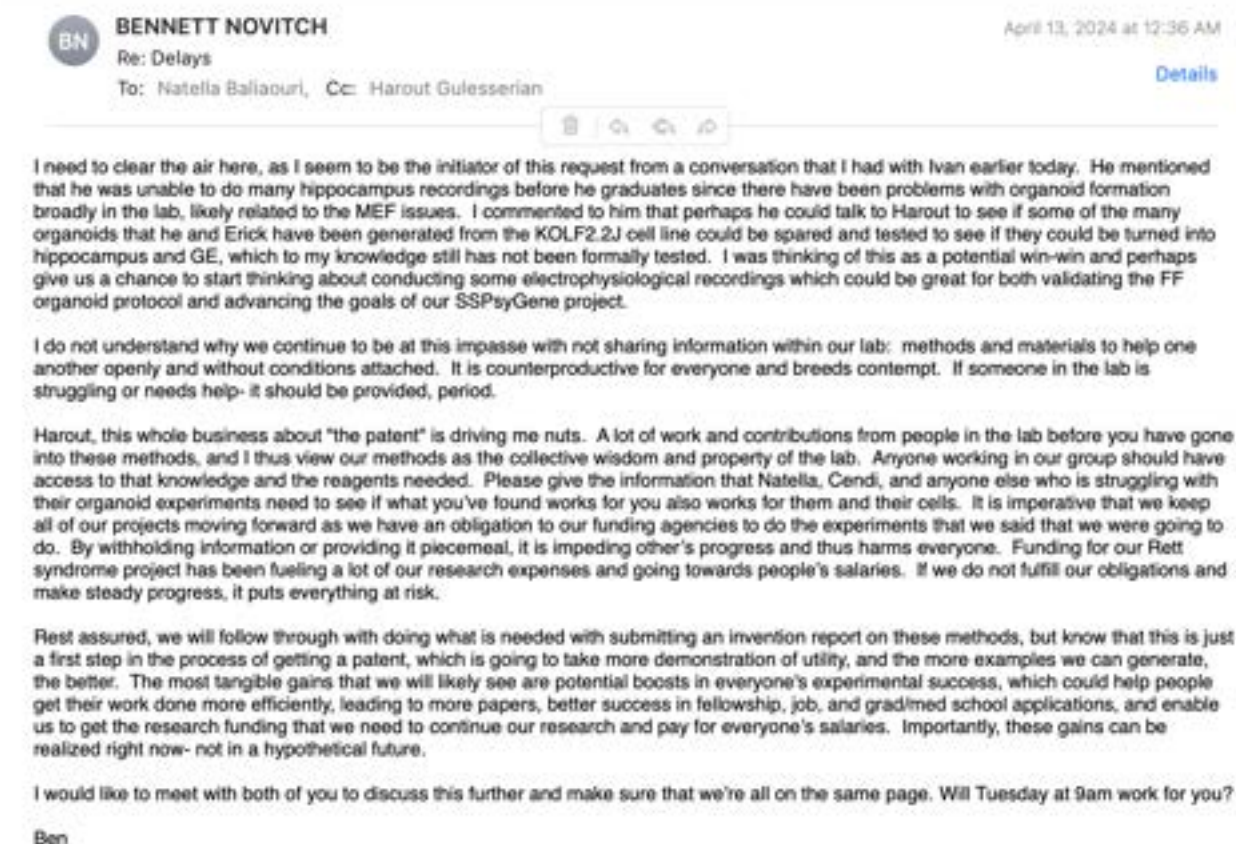 BN
BENNETT NOVITCH
April 13, 2024 at 12:36 AM
Re: Delays
Details
To: Natella Baliaouri, Cc: Harout Gulesserian
I need to clear the air here, as I seem to be the initiator of this request from a conversation that I had with Ivan earlier today. He mentioned
that he was unable to do many hippocampus recordings before he graduates since there have been problems with organoid formation
broadly in the lab, likely related to the MEF issues. I commented to him that perhaps he could talk to Harout to see if some of the many
organoids that he and Erick have been generated from the KOLF2.2J cell line could be spared and tested to see if they could be turned into
hippocampus and GE, which to my knowledge still has not been formally tested. I was thinking of this as a potential win-win and perhaps
give us a chance to start thinking about conducting some electrophysiological recordings which could be great for both validating the FF
organoid protocol and advancing the goals of our SSPsyGene project.
I do not understand why we continue to be at this impasse with not sharing information within our lab: methods and materials to help one
another openly and without conditions attached. It is counterproductive for everyone and breeds contempt. If someone in the lab is
struggling or needs help- it should be provided, period.
Harout, this whole business about "the patent" is driving me nuts. A lot of work and contributions from people in the lab before you have gone
into these methods, and I thus view our methods as the collective wisdom and property of the lab. Anyone working in our group should have
access to that knowledge and the reagents needed. Please give the information that Natella, Cendi, and anyone else who is struggling with
their organoid experiments need to see if what you've found works for you also works for them and their cells. It is imperative that we keep
all of our projects moving forward as we have an obligation to our funding agencies to do the experiments that we said that we were going to
do. By withholding information or providing it piecemeal, it is impeding other's progress and thus harms everyone. Funding for our Rett
syndrome project has been fueling a lot of our research expenses and going towards people's salaries. If we do not fulfill our obligations and
make steady progress, it puts everything at risk.
Rest assured, we will follow through with doing what is needed with submitting an invention report on these methods, but know that this is just
a first step in the process of getting a patent, which is going to take more demonstration of utility, and the more examples we can generate,
the better. The most tangible gains that we will likely see are potential boosts in everyone's experimental success, which could help people
get their work done more efficiently, leading to more papers, better success in fellowship, job, and grad/med school applications, and enable
us to get the research funding that we need to continue our research and pay for everyone's salaries. Importantly, these gains can be
realized right now- not in a hypothetical future.
I would like to meet with both of you to discuss this further and make sure that we're all on the same page. Will Tuesday at 9am work for you?
Ben